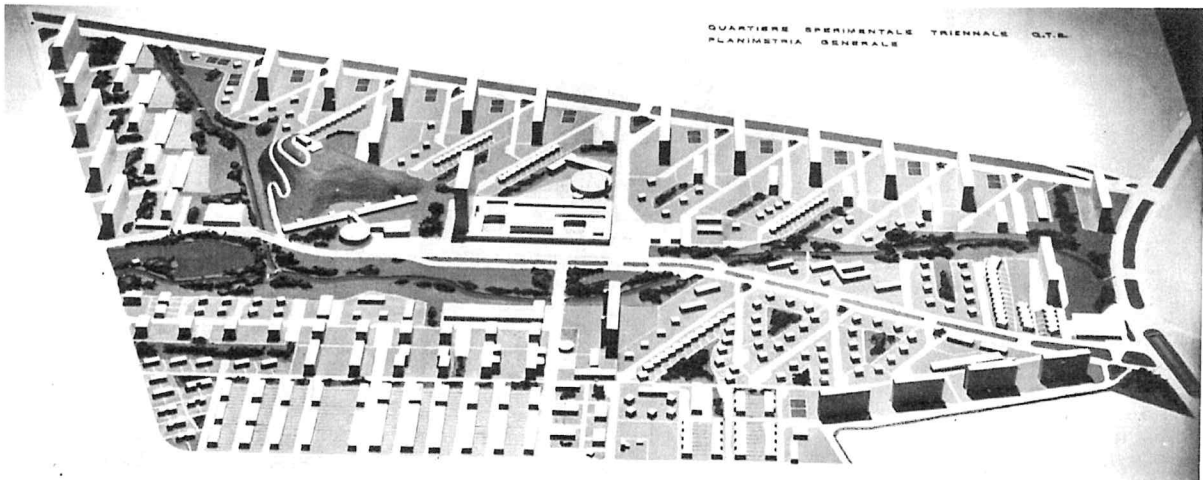 QUARTIERE SPERIMENTALE TRIENNALE Q.T.8.
PLANIMETRIA GENERALE